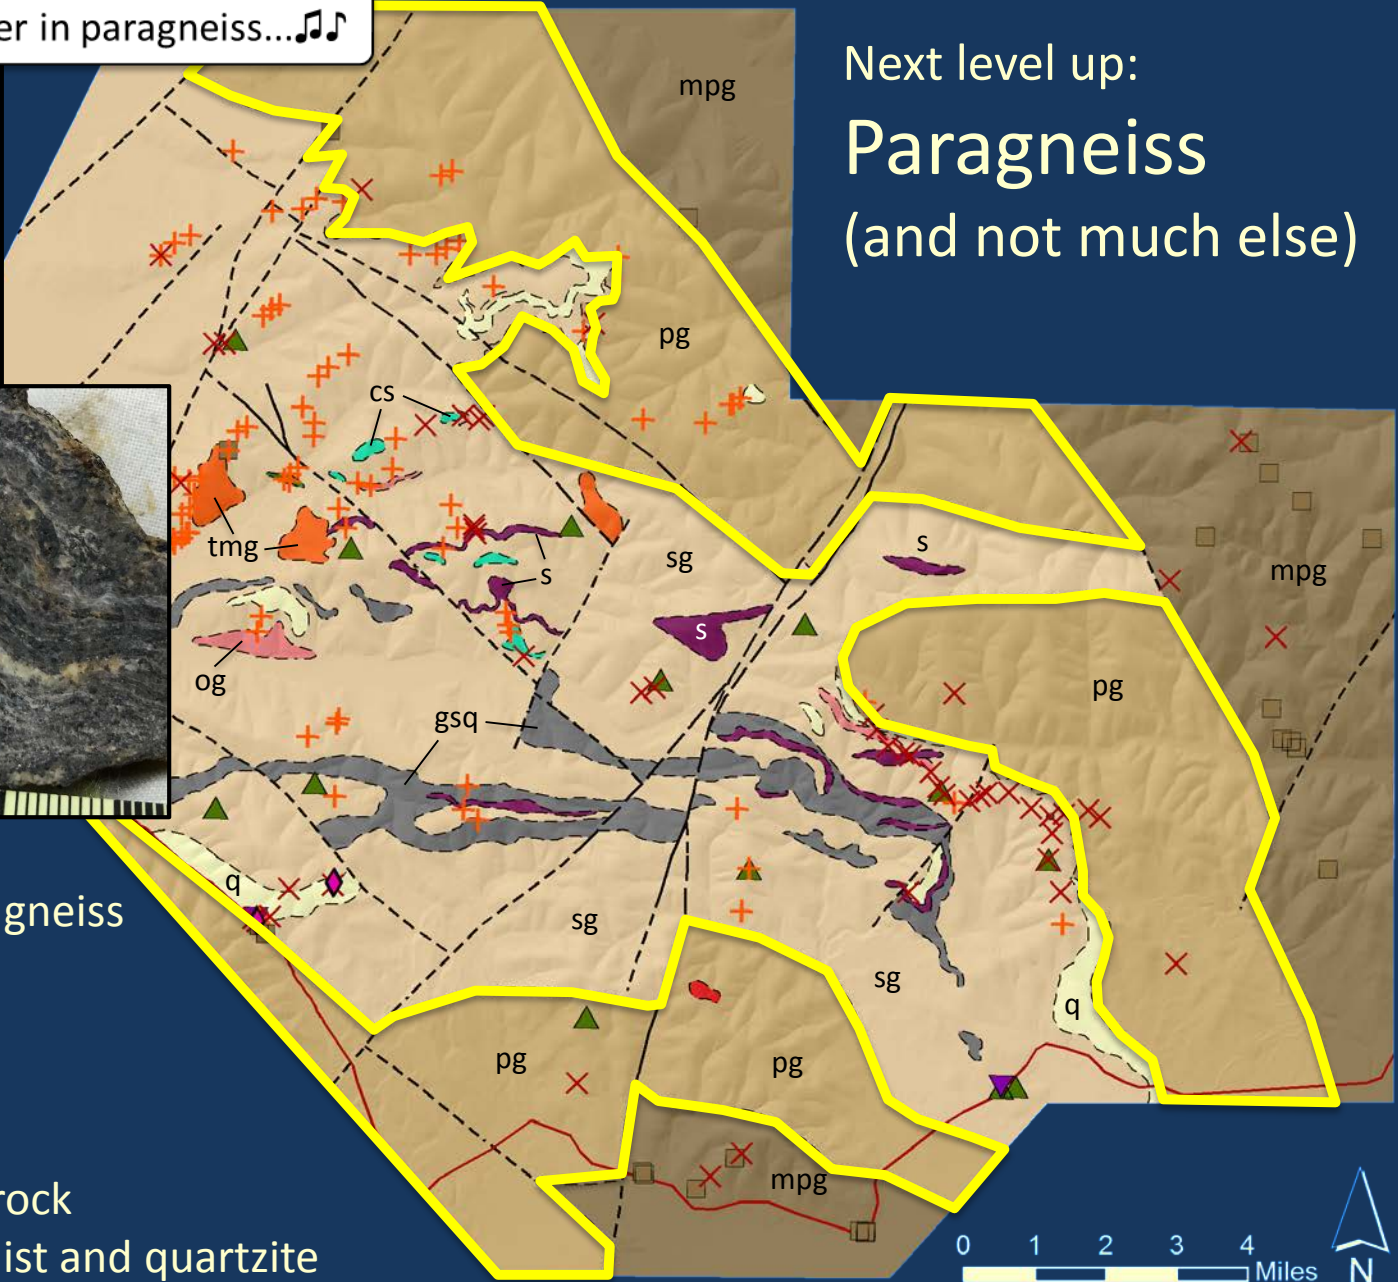 er in paragneiss...♫♪
Next level up:
Paragneiss
(and not much else)
mpg
pg
cs
tmg
sg
s
s
s
mpg
og
pg
gsq
q
sg
sg
q
gneiss
pg
pg
mpg
rock
ist and quartzite
0 1 2 3 4
Miles
N